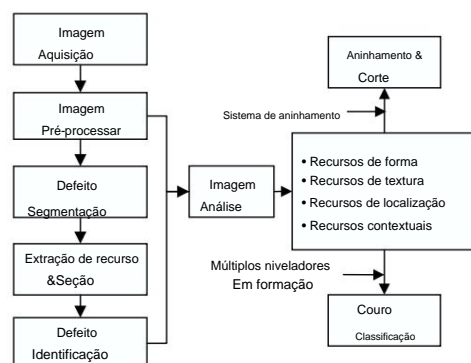 Imagem
Aquisição
Imagem
Pré-processar
Defeito
Segmentação
Extração de recurso
&Seção
Defeito
Identificação
Imagem
Análise
Aninhamento &
Corte
Sistema de aninhamento
• Recursos de forma
• Recursos de textura
• Recursos de localização
• Recursos contextuais
Múltiplos niveladores
Em formação
Couro
Classificação